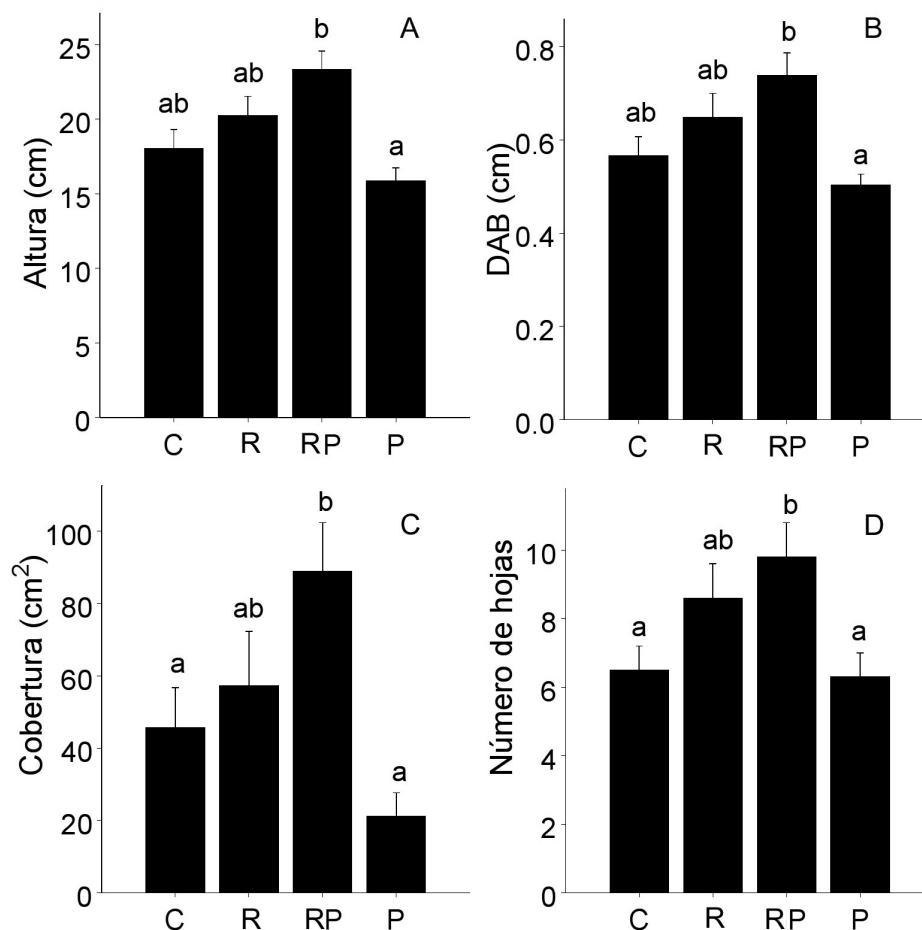 A
Altura (cm)
25
20
15
10
5
0
ab
ab
b
a
C
R
RP
P
B
DAB (cm)
0.8
0.6
0.4
0.2
0.0
ab
ab
b
a
C
R
RP
P
C
Cobertura (cm²)
100
80
60
40
20
0
a
ab
b
a
C
R
RP
P
D
Número de hojas
10
8
6
4
2
0
a
ab
b
a
C
R
RP
P